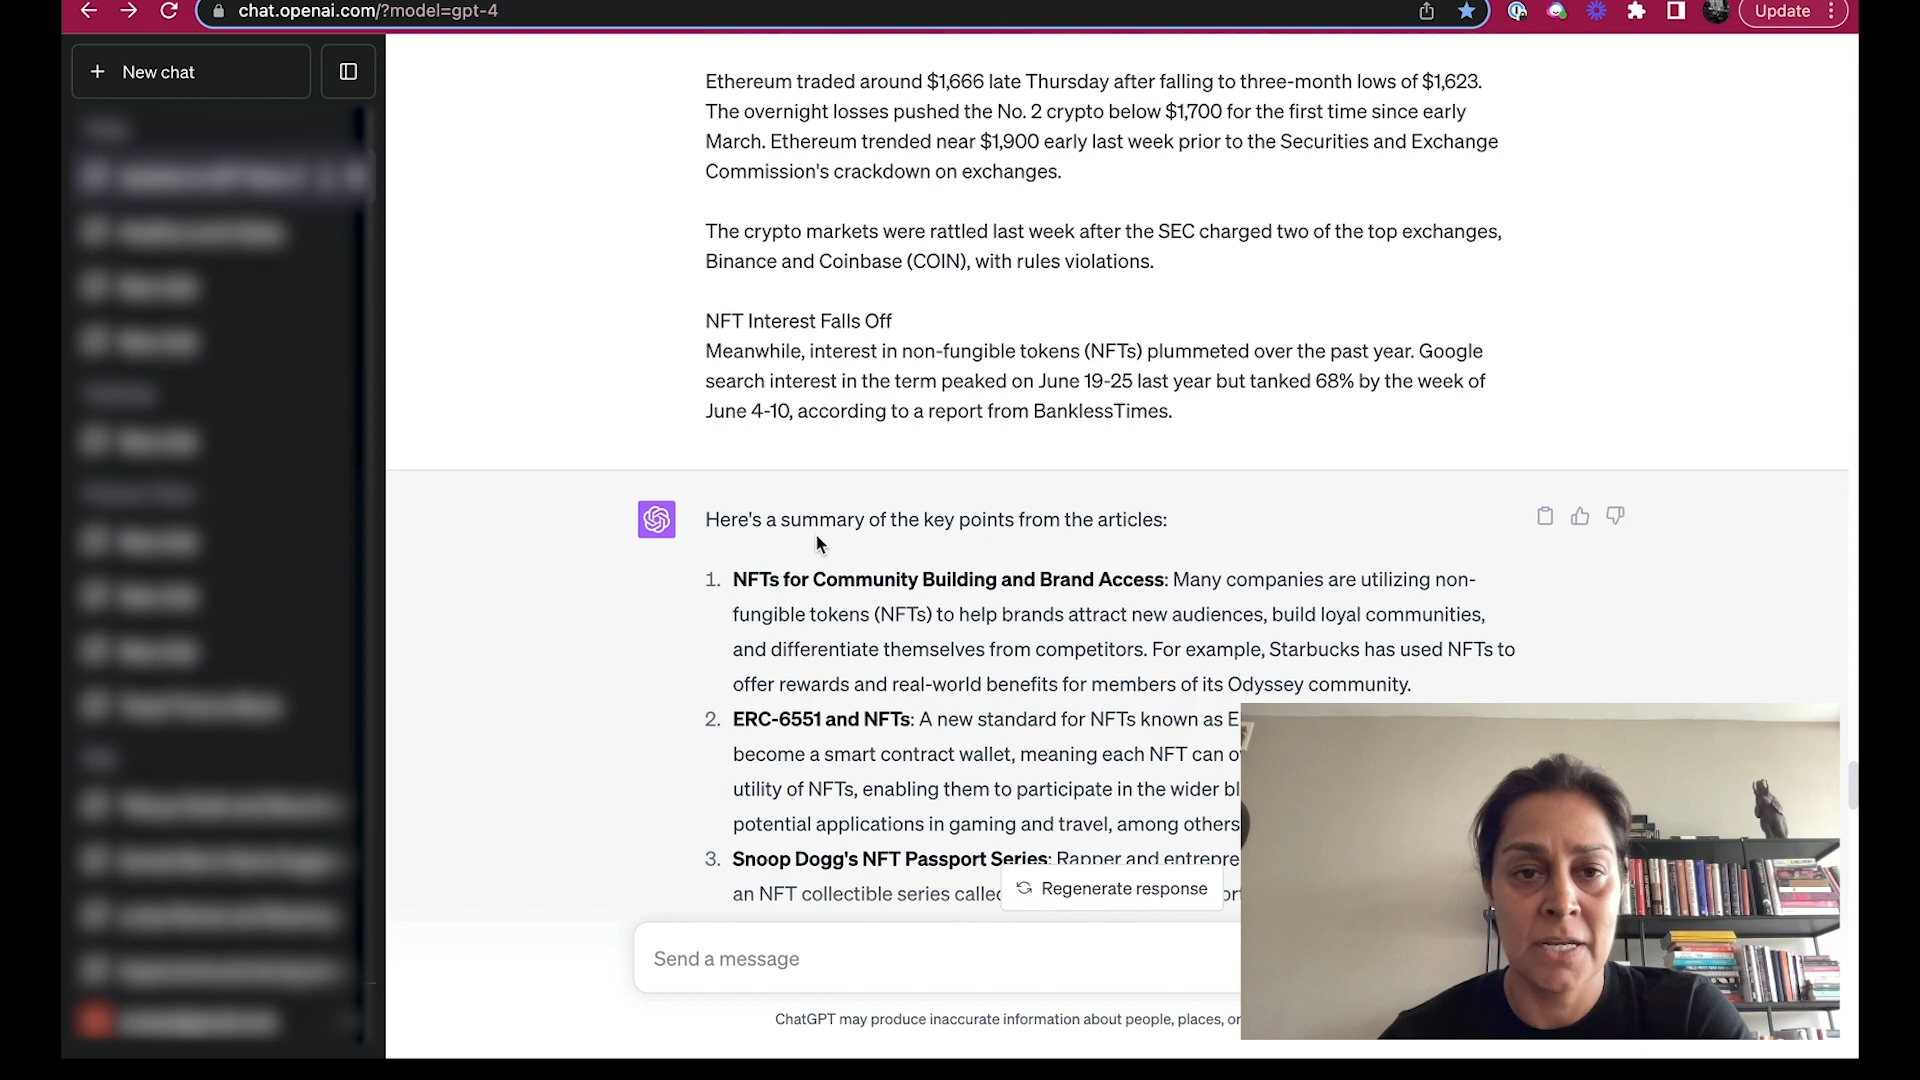 chat.openai.com/?model=gpt-4
Update
New chat
Ethereum traded around $1,666 late Thursday after falling to three-month lows of $1,623.
The overnight losses pushed the No. 2 crypto below $1,700 for the first time since early
March. Ethereum trended near $1,900 early last week prior to the Securities and Exchange
Commission's crackdown on exchanges.
The crypto markets were rattled last week after the SEC charged two of the top exchanges,
Binance and Coinbase (COIN), with rules violations.
NFT Interest Falls Off
Meanwhile, interest in non-fungible tokens (NFTs) plummeted over the past year. Google
search interest in the term peaked on June 19-25 last year but tanked 68% by the week of
June 4-10, according to a report from BanklessTimes.
Here's a summary of the key points from the articles:
1. NFTs for Community Building and Brand Access: Many companies are utilizing non-
fungible tokens (NFTs) to help brands attract new audiences, build loyal communities,
and differentiate themselves from competitors. For example, Starbucks has used NFTs to
offer rewards and real-world benefits for members of its Odyssey community.
2. ERC-6551 and NFTs: A new standard for NFTs known as E
become a smart contract wallet, meaning each NFT can
utility of NFTs, enabling them to participate in the wider bl
potential applications in gaming and travel, among others
3. Snoop Dogg's NFT Passport Series: Rapper and entrepre
an NFT collectible series
Regenerate response
Send a message
ChatGPT may produce inaccurate information about people, places, or